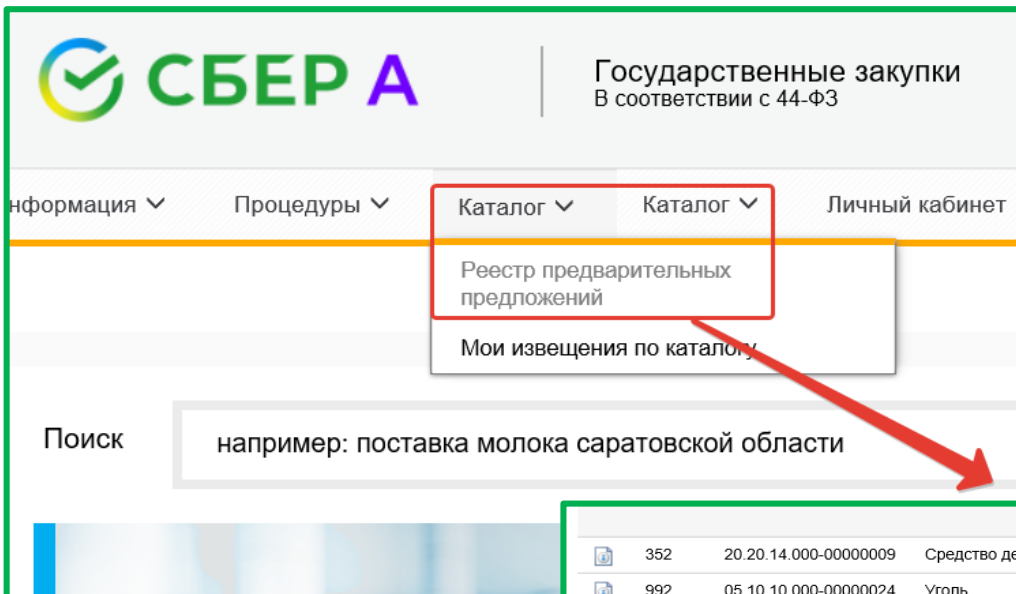 СБЕР А
Государственные закупки
В соответствии с 44-ФЗ
нформация Процедуры Каталог Каталог Личный кабинет
Реестр предварительных
предложений
Мои извещения по каталогу
Поиск
например: поставка молока саратовской области
352 20.20.14.000-00000009 Средство де
992 05.10.10.000-00000024 Уголь